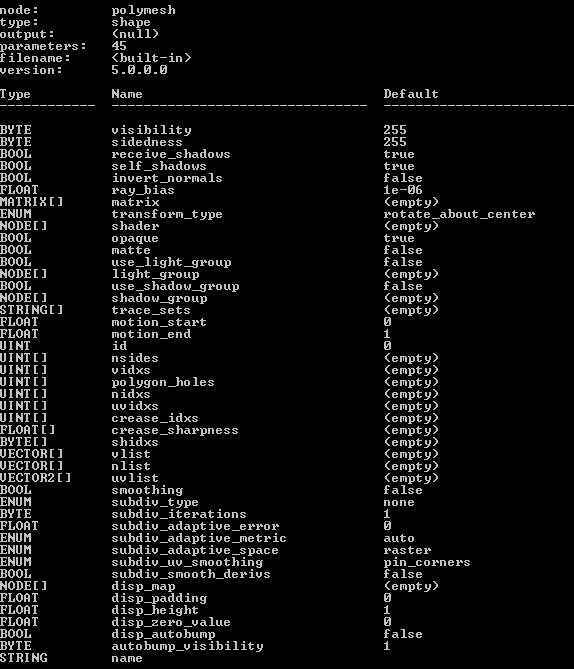 node:         polymesh
type:         shape
output:       (null)
parameters:   45
filename:     <built-in>
version:      5.0.0.0
Type          Name                              Default
------------  --------------------------------  ------------------------
BYTE          visibility                        255
BYTE          sidedness                         255
BOOL          receive_shadows                   true
BOOL          self_shadows                      true
BOOL          invert_normals                    false
FLOAT         ray_bias                          1e-06
MATRIX[]      matrix                            (empty)
ENUM          transform_type                    rotate_about_center
NODE[]        shader                            (empty)
BOOL          opaque                            true
BOOL          matte                             false
BOOL          use_light_group                   false
NODE[]        light_group                       (empty)
BOOL          use_shadow_group                  false
NODE[]        shadow_group                      (empty)
STRING[]      trace_sets                        (empty)
FLOAT         motion_start                      0
FLOAT         motion_end                        1
UINT          id                                0
UINT[]        nsides                            (empty)
UINT[]        vidxs                             (empty)
UINT[]        polygon_holes                     (empty)
UINT[]        nidxs                             (empty)
UINT[]        uvidxs                            (empty)
UINT[]        crease_idxs                       (empty)
FLOAT[]       crease_sharpness                  (empty)
BYTE[]        shidxs                            (empty)
VECTOR[]      vlist                             (empty)
VECTOR[]      nlist                             (empty)
VECTOR2[]     uvlist                            (empty)
BOOL          smoothing                         false
ENUM          subdiv_type                       none
BYTE          subdiv_iterations                 1
FLOAT         subdiv_adaptive_error             0
ENUM          subdiv_adaptive_metric            auto
ENUM          subdiv_adaptive_space             raster
ENUM          subdiv_uv_smoothing               pin_corners
BOOL          subdiv_smooth_derivs              false
NODE[]        disp_map                          (empty)
FLOAT         disp_padding                      0
FLOAT         disp_height                       1
FLOAT         disp_zero_value                   0
BOOL          disp_autobump                     false
BYTE          autobump_visibility               1
STRING        name